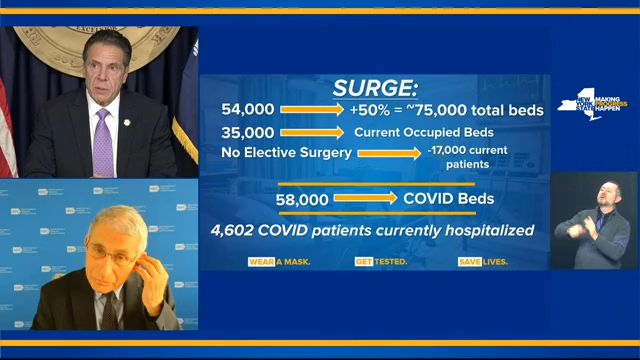 SURGE:
54,000 +50% = ~75,000 total beds
35,000 Current Occupied Beds
No Elective Surgery -17,000 current
patients
58,000 COVID Beds
4,602 COVID patients currently hospitalized
WEAR A MASK. GET TESTED. SAVE LIVES.
NEW
YORK
STATE
MAKING
PROGRESS
HAPPEN